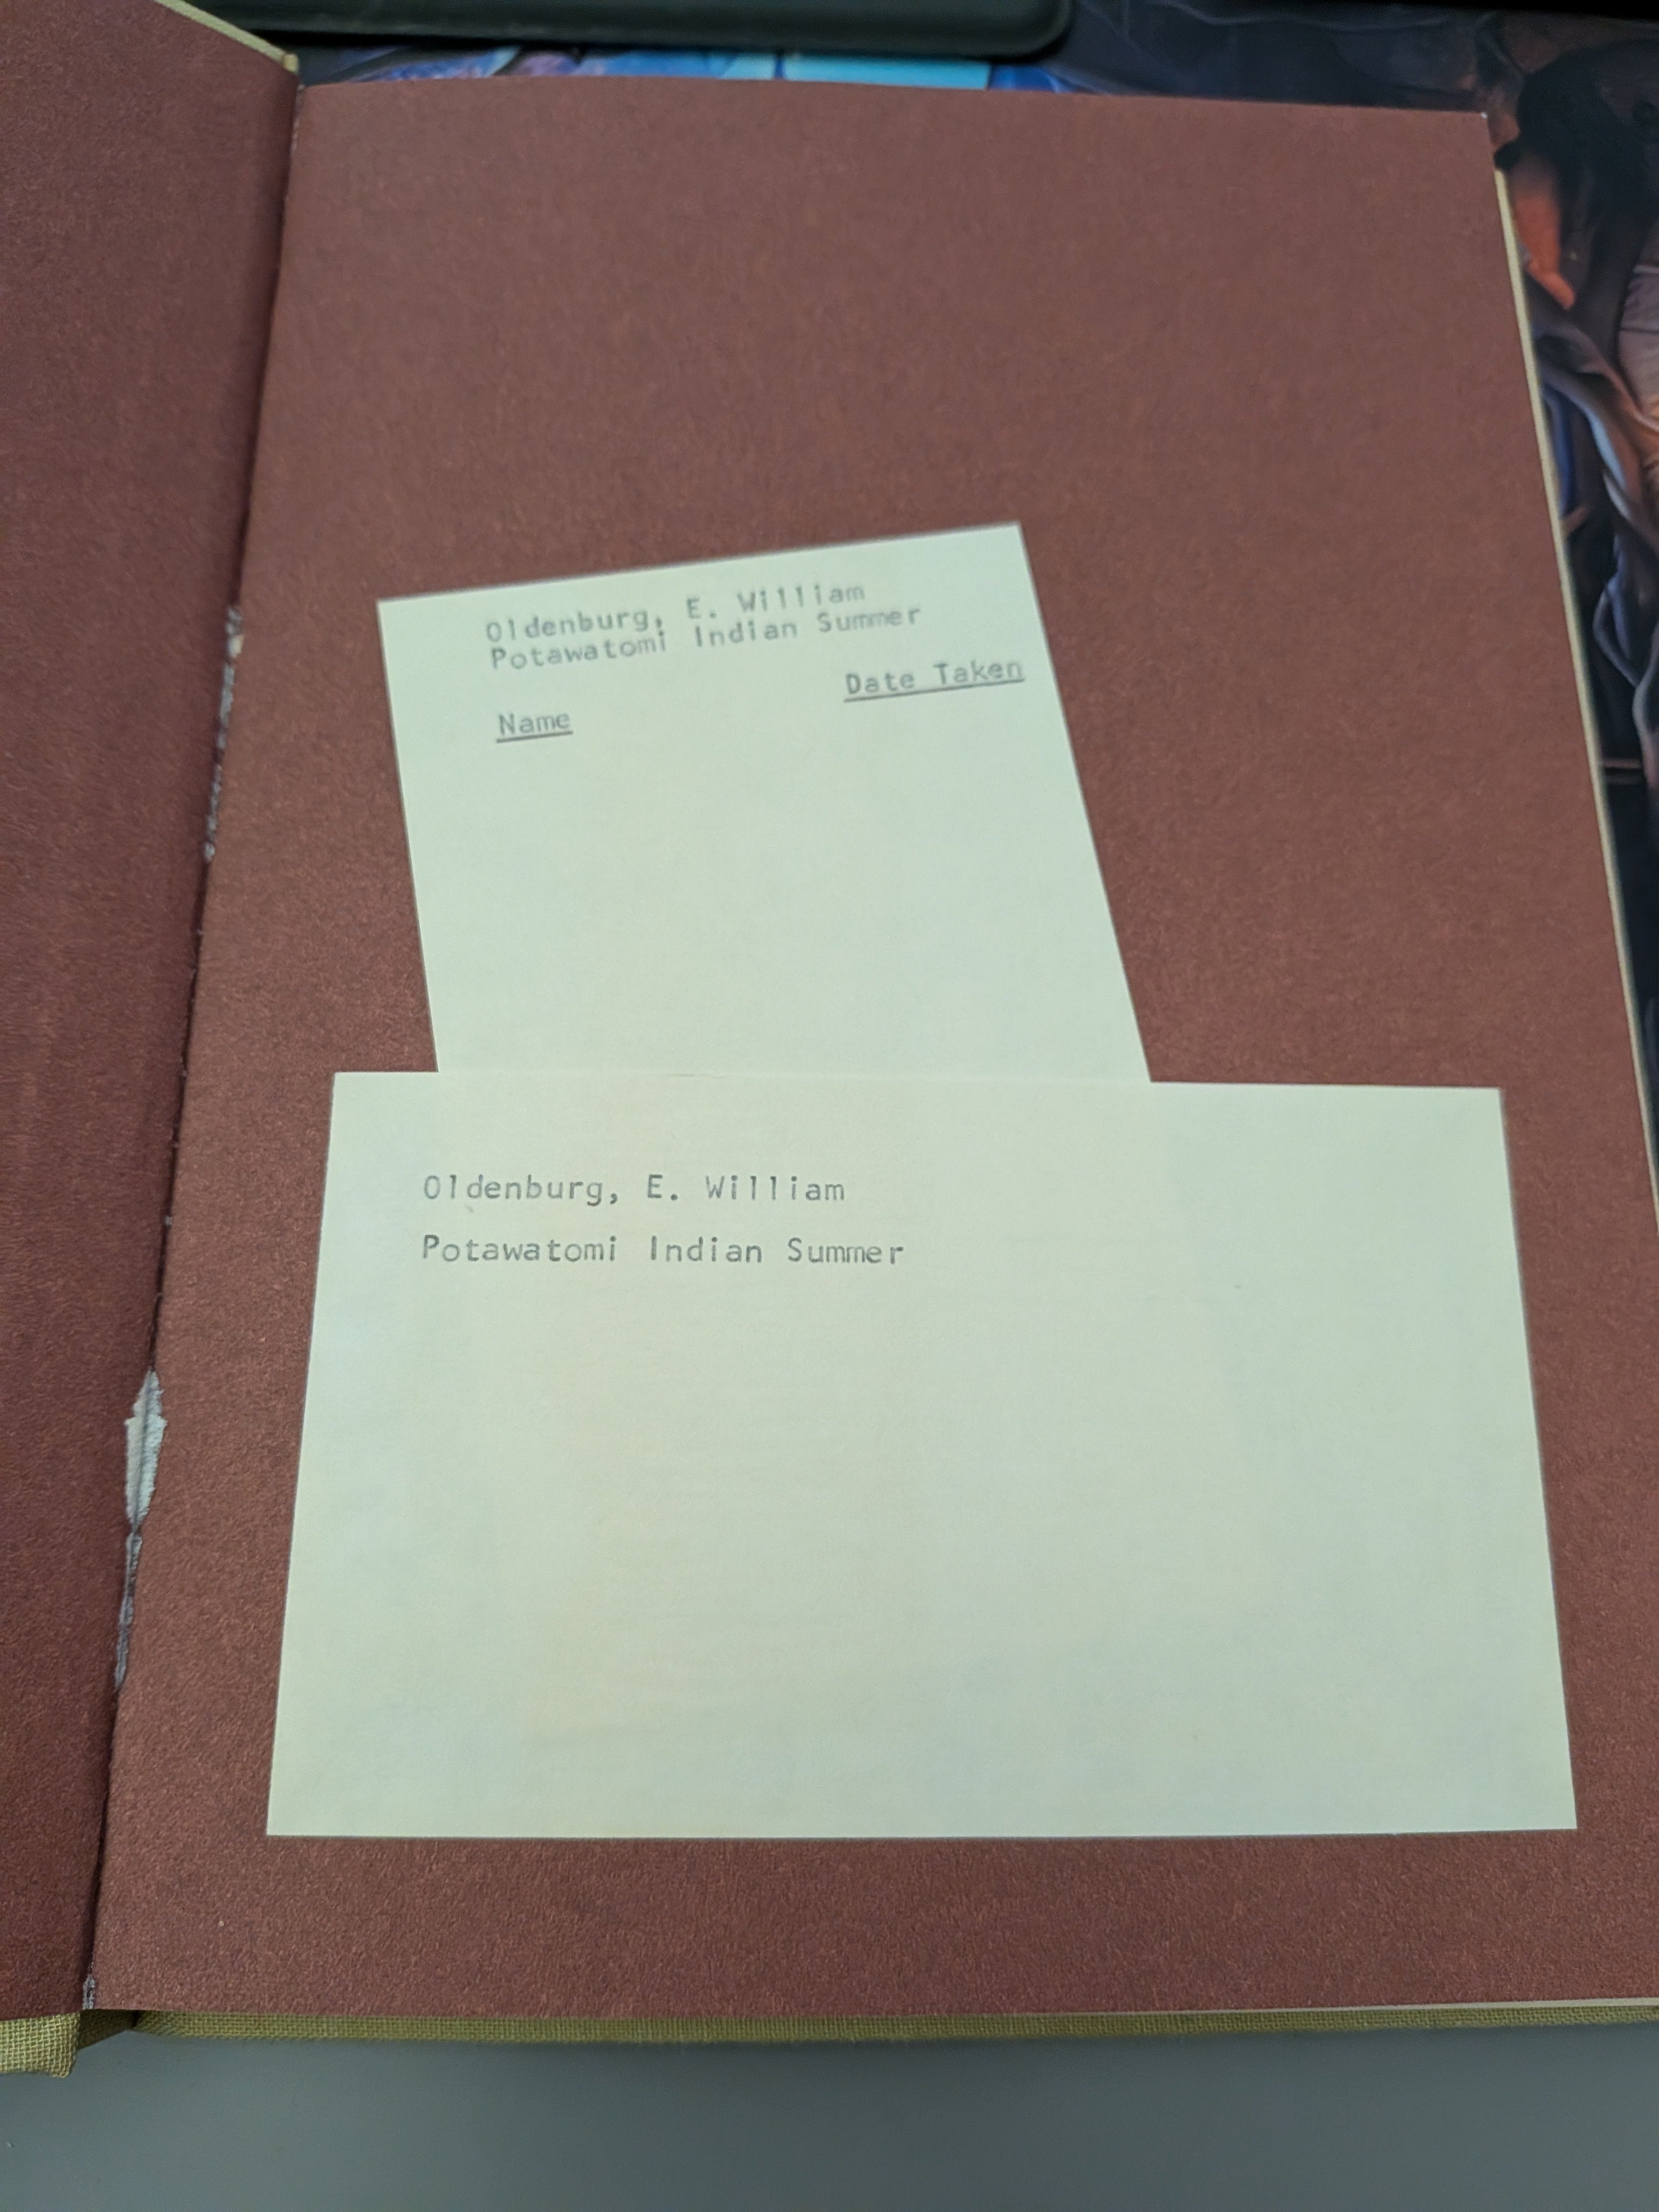 Oldenburg, E. William
Potawatomi Indian Summer
Date Taken
Name
Oldenburg, E. William
Potawatomi Indian Summer